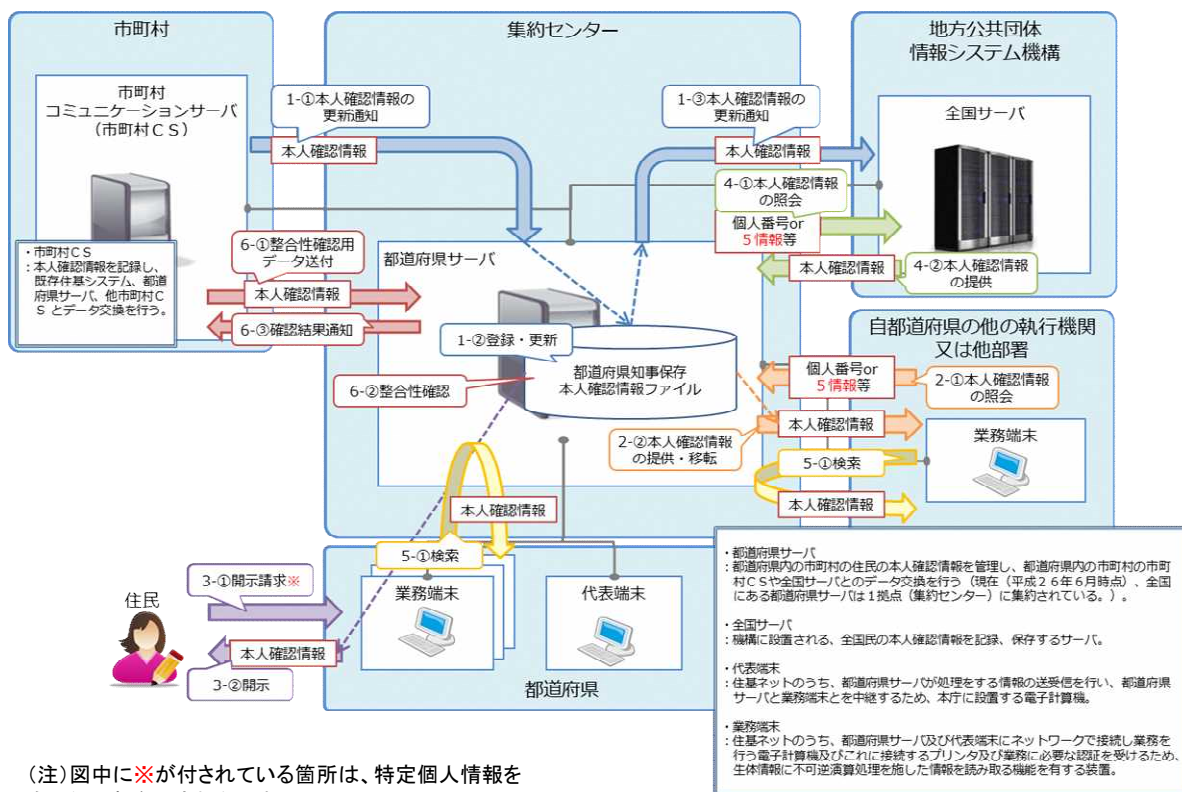 市町村
市町村
コミュニケーションサーバ
(市町村CS)
・市町村CS
:本人確認情報を記録し、
既存住基システム、都道
府県サーバ、他市町村C
S とデータ交換を行う。
集約センター
1-①本人確認情報の
更新通知
本人確認情報
1-③本人確認情報の
更新通知
本人確認情報
地方公共団体
情報システム機構
全国サーバ
4-①本人確認情報
の照会
個人番号or
5情報等
本人確認情報
4-②本人確認情報
の提供
6-①整合性確認用
データ送付
本人確認情報
6-③確認結果通知
都道府県サーバ
1-②登録・更新
都道府県知事保存
本人確認情報ファイル
6-②整合性確認
自都道府県の他の執行機関
又は他部署
個人番号or
5情報等
2-①本人確認情報
の照会
本人確認情報
2-②本人確認情報
の提供・移転
業務端末
5-①検索
本人確認情報
本人確認情報
5-①検索
3-①開示請求※
住民
本人確認情報
3-②開示
業務端末
代表端末
都道府県
・都道府県サーバ
:都道府県内の市町村の住民の本人確認情報を管理し、都道府県内の市町村の市町
村CSや全国サーバとのデータ交換を行う(現在(平成26年6月時点)、全国
にある都道府県サーバは1拠点(集約センター)に集約されている。)。
・全国サーバ
:機構に設置される、全国民の本人確認情報を記録、保存するサーバ。
・代表端末
:住基ネットのうち、都道府県サーバが処理をする情報の送受信を行い、都道府県
サーバと業務端末とを中継するため、本庁に設置する電子計算機。
・業務端末
:住基ネットのうち、都道府県サーバ及び代表端末にネットワークで接続し業務を
行う電子計算機及びこれに接続するプリンタ及び業務に必要な認証を受けるため、
生体情報に不可逆演算処理を施した情報を読み取る機能を有する装置。
(注)図中に※が付されている箇所は、特定個人情報を